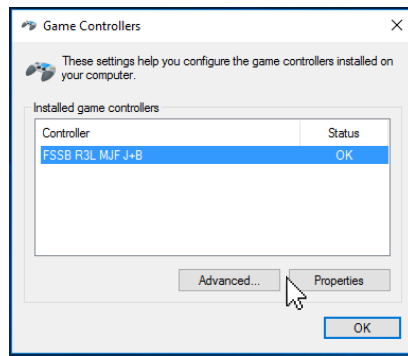 Game Controllers
These settings help you configure the game controllers installed on
your computer.
Installed game controllers
Controller Status
FSSB R3L MJF J+B OK
Advanced... Properties
OK